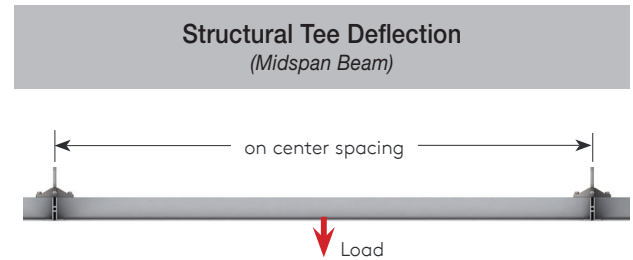 Structural Tee Deflection
(Midspan Beam)
on center spacing
Load